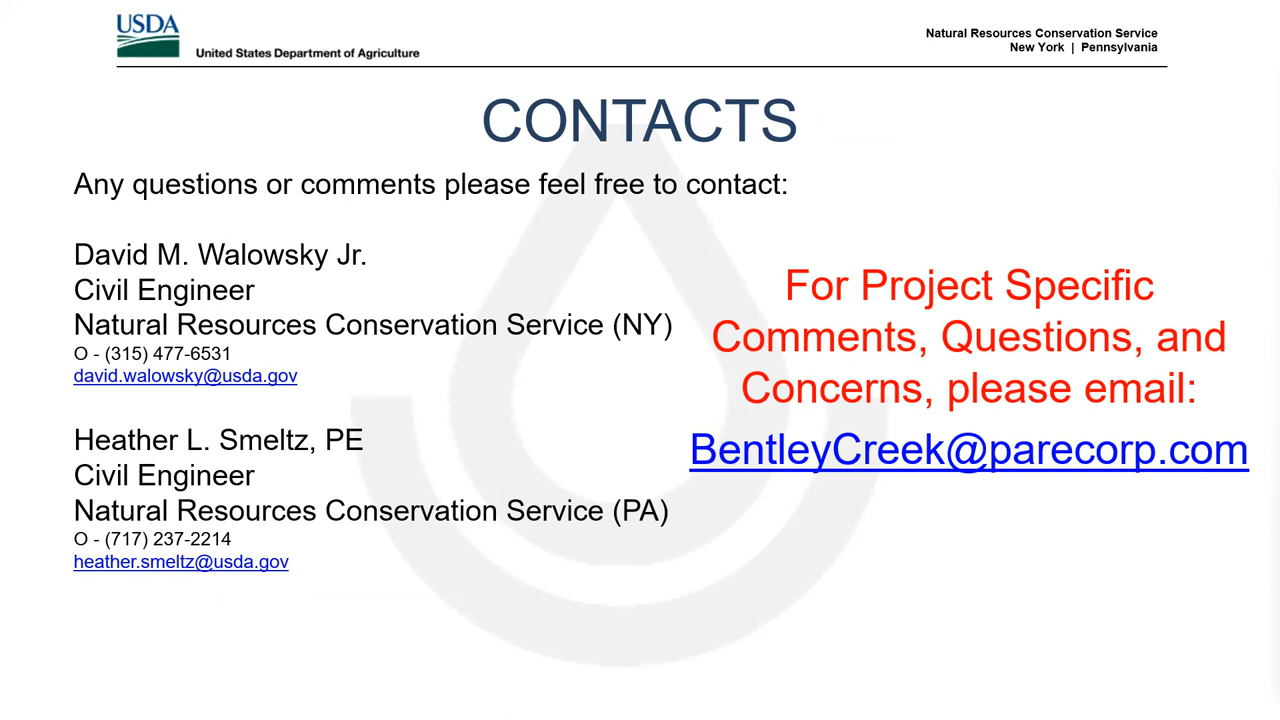 USDA
United States Department of Agriculture
Natural Resources Conservation Service
New York | Pennsylvania
CONTACTS
Any questions or comments please feel free to contact:
David M. Walowsky Jr.
Civil Engineer
Natural Resources Conservation Service (NY)
O - (315) 477-6531
david.walowsky@usda.gov
Heather L. Smeltz, PE
Civil Engineer
Natural Resources Conservation Service (PA)
O - (717) 237-2214
heather.smeltz@usda.gov
For Project Specific
Comments, Questions, and
Concerns, please email:
BentleyCreek@parecorp.com